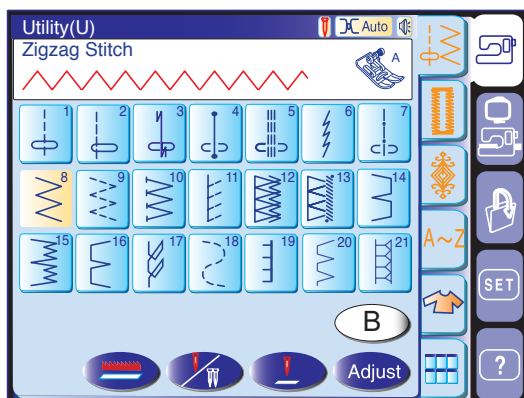 Utility(U) Auto
Zigzag Stitch A
1 2 3 4 5 6 7
8 9 10 11 12 13 14
15 16 17 18 19 20 21
A~Z
SET
B
Adjust
?